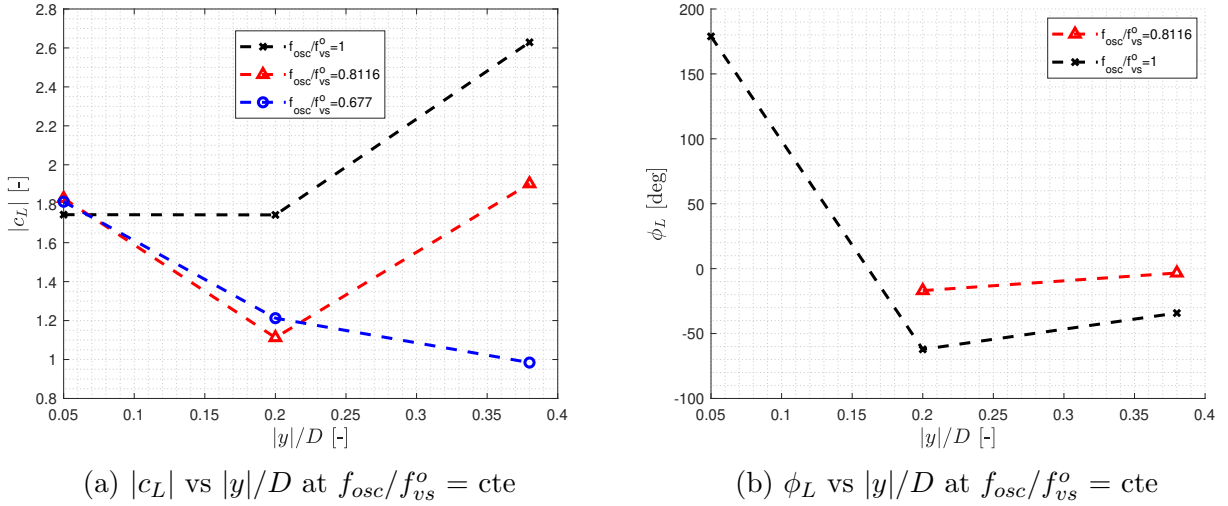 2.8
2.6
2.4
2.2
2
1.8
1.6
1.4
1.2
1
0.8
|c_L| [-]
f_osc/f^o_vs=1
f_osc/f^o_vs=0.8116
f_osc/f^o_vs=0.677
0.05 0.1 0.15 0.2 0.25 0.3 0.35 0.4
|y|/D [-]
(a) |c_L| vs |y|/D at f_osc/f^o_vs = cte
200
150
100
50
0
-50
-100
ϕ_L [deg]
f_osc/f^o_vs=0.8116
f_osc/f^o_vs=1
0.05 0.1 0.15 0.2 0.25 0.3 0.35 0.4
|y|/D [-]
(b) ϕ_L vs |y|/D at f_osc/f^o_vs = cte